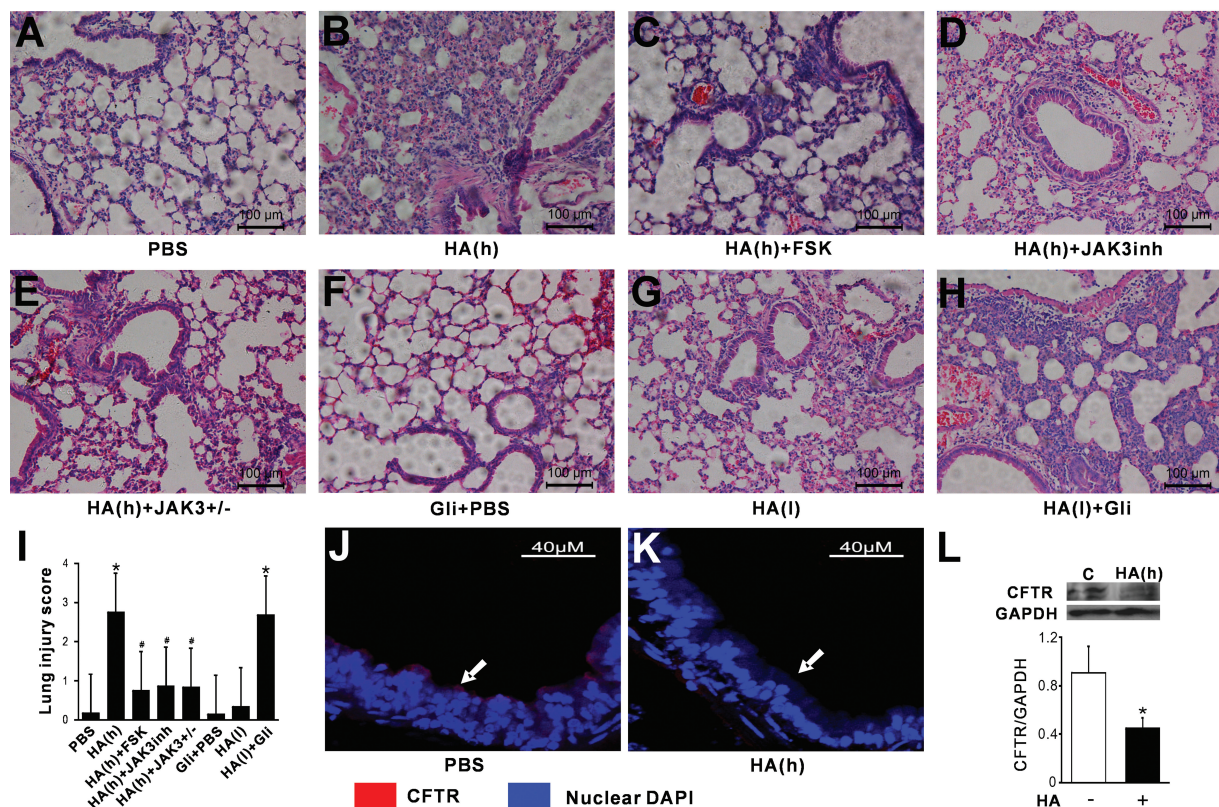 A
B
C
D
100 µm
100 µm
100 µm
100 µm
PBS
HA(h)
HA(h)+FSK
HA(h)+JAK3inh
E
F
G
H
100 µm
100 µm
100 µm
100 µm
HA(h)+JAK3+/-
Gli+PBS
HA(l)
HA(l)+Gli
I
Lung injury score
4
3
2
1
0
*
#
#
#
*
PBS
HA(h)
HA(h)+FSK
HA(h)+JAK3inh
HA(h)+JAK3+/-
Gli+PBS
HA(l)
HA(l)+Gli
J
40µM
PBS
K
40µM
HA(h)
CFTR
Nuclear DAPI
L
C HA(h)
CFTR
GAPDH
CFTR/GAPDH
1.2
0.8
0.4
0
*
HA - +